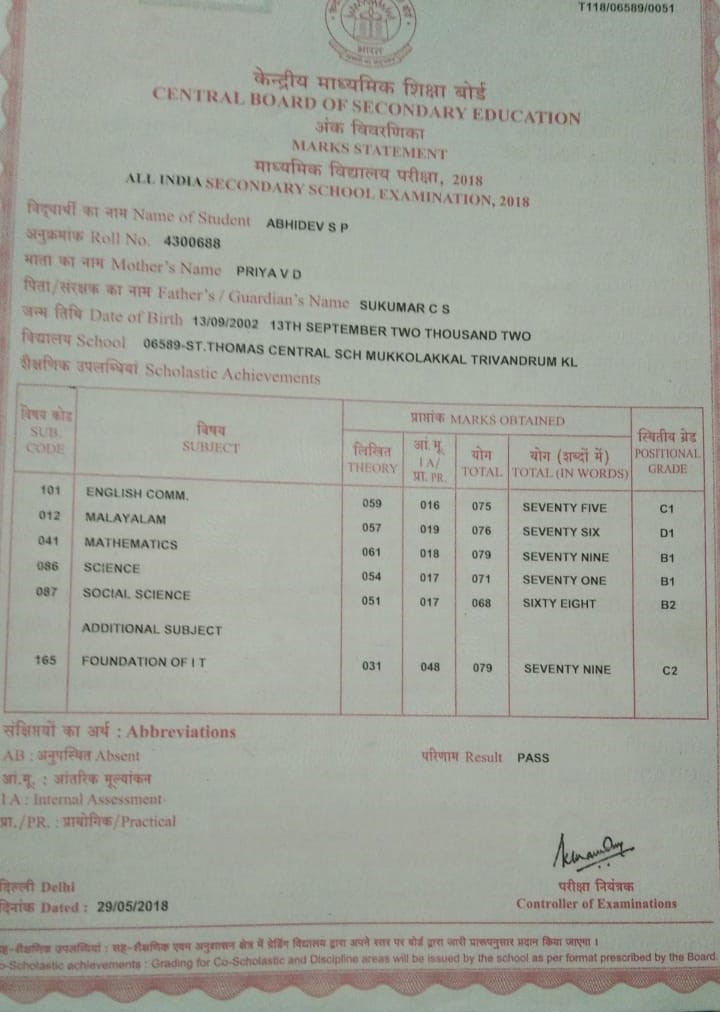 T118/06589/0051
भारत
केन्द्रीय माध्यमिक शिक्षा बोर्ड
CENTRAL BOARD OF SECONDARY EDUCATION
अंक विवरणिका
MARKS STATEMENT
माध्यमिक विद्यालय परीक्षा, 2018
ALL INDIA SECONDARY SCHOOL EXAMINATION, 2018
विद्यार्थी का नाम Name of Student ABHIDEV S P
अनुक्रमांक Roll No. 4300688
माता का नाम Mother's Name PRIYA V D
पिता/संरक्षक का नाम Father's / Guardian's Name SUKUMAR C S
जन्म तिथि Date of Birth 13/09/2002 13TH SEPTEMBER TWO THOUSAND TWO
विद्यालय School 06589-ST.THOMAS CENTRAL SCH MUKKOLAKKAL TRIVANDRUM KL
शैक्षणिक उपलब्धियां Scholastic Achievements
विषय कोड SUB. CODE विषय SUBJECT प्राप्तांक MARKS OBTAINED स्थितीय ग्रेड POSITIONAL GRADE
लिखित THEORY आं. मू. I A/ प्रा. PR. योग TOTAL योग (शब्दों में) TOTAL (IN WORDS)
101 ENGLISH COMM. 059 016 075 SEVENTY FIVE C1
012 MALAYALAM 057 019 076 SEVENTY SIX D1
041 MATHEMATICS 061 018 079 SEVENTY NINE B1
086 SCIENCE 054 017 071 SEVENTY ONE B1
087 SOCIAL SCIENCE 051 017 068 SIXTY EIGHT B2
ADDITIONAL SUBJECT
165 FOUNDATION OF I T 031 048 079 SEVENTY NINE C2
संक्षिप्तयों का अर्थ : Abbreviations
AB : अनुपस्थित Absent परिणाम Result PASS
आं.मू. : आंतरिक मूल्यांकन
I A : Internal Assessment
प्रा./PR. : प्रायोगिक/Practical
दिल्ली Delhi परीक्षा नियंत्रक
दिनांक Dated : 29/05/2018 Controller of Examinations
सह-शैक्षणिक उपलब्धियां : सह-शैक्षणिक एवम अनुशासन क्षेत्र में ग्रेडिंग विद्यालय द्वारा अपने स्तर पर बोर्ड द्वारा जारी प्रारूपनुसार प्रदान किया जाएगा ।
o-Scholastic achievements : Grading for Co-Scholastic and Discipline areas will be issued by the school as per format prescribed by the Board.